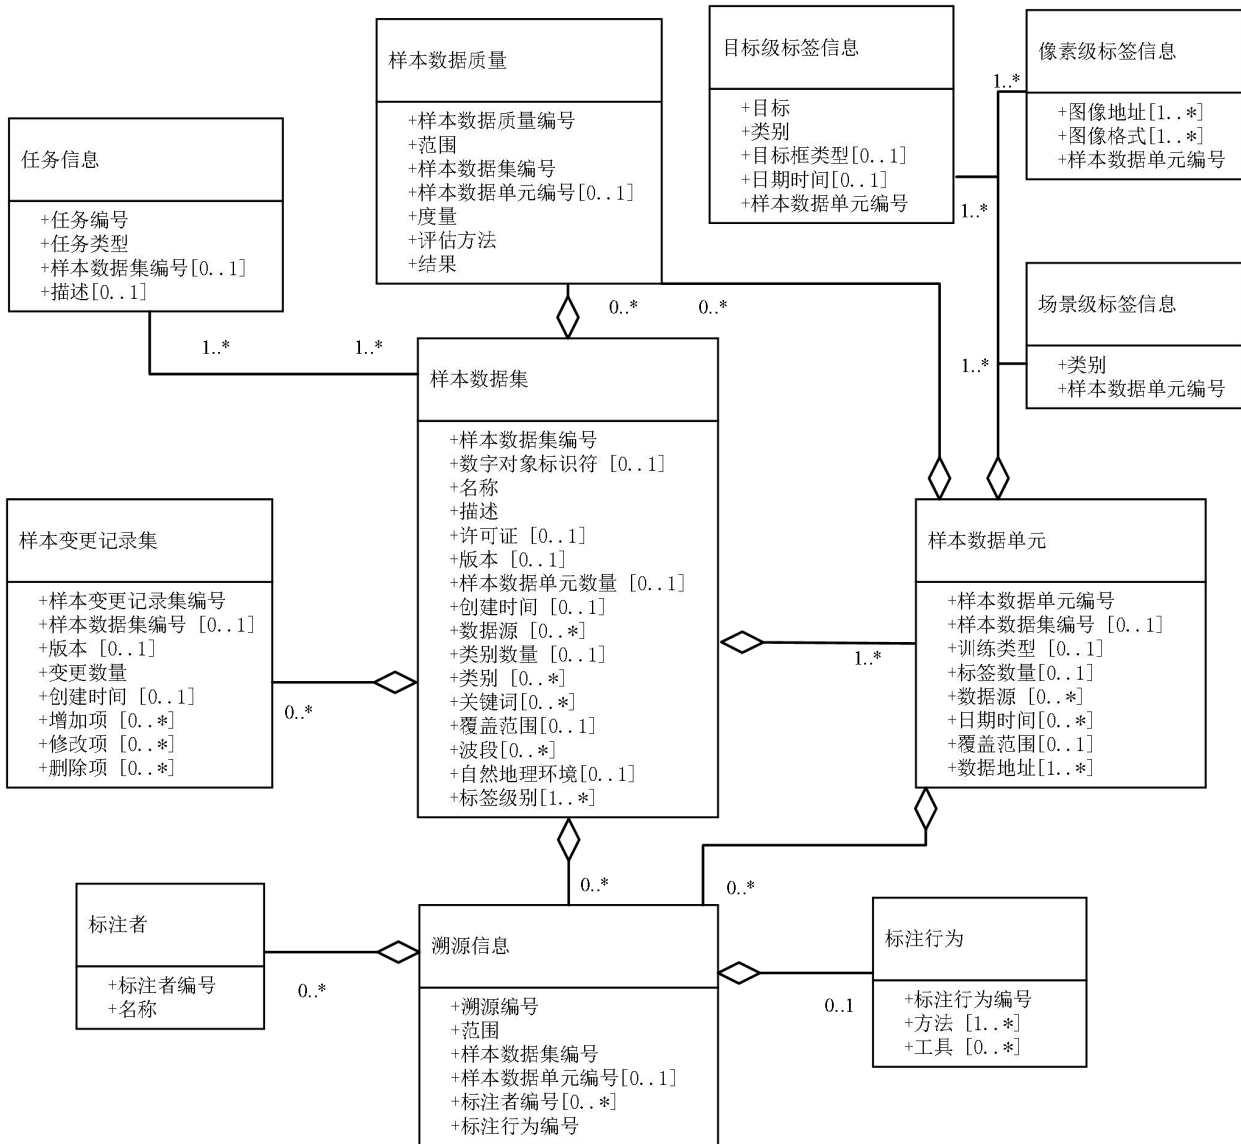 样本数据质量
+样本数据质量编号
+范围
+样本数据集编号
+样本数据单元编号[0..1]
+度量
+评估方法
+结果
目标级标签信息
+目标
+类别
+目标框类型[0..1]
+日期时间[0..1]
+样本数据单元编号
像素级标签信息
+图像地址[1..*]
+图像格式[1..*]
+样本数据单元编号
1..*
1..*
任务信息
+任务编号
+任务类型
+样本数据集编号[0..1]
+描述[0..1]
场景级标签信息
+类别
+样本数据单元编号
0..*
0..*
1..*
1..*
1..*
样本数据集
+样本数据集编号
+数字对象标识符 [0..1]
+名称
+描述
+许可证 [0..1]
+版本 [0..1]
+样本数据单元数量 [0..1]
+创建时间 [0..1]
+数据源 [0..*]
+类别数量 [0..1]
+类别 [0..*]
+关键词[0..*]
+覆盖范围[0..1]
+波段[0..*]
+自然地理环境[0..1]
+标签级别[1..*]
样本变更记录集
+样本变更记录集编号
+样本数据集编号 [0..1]
+版本 [0..1]
+变更数量
+创建时间 [0..1]
+增加项 [0..*]
+修改项 [0..*]
+删除项 [0..*]
0..*
1..*
样本数据单元
+样本数据单元编号
+样本数据集编号 [0..1]
+训练类型 [0..1]
+标签数量[0..1]
+数据源 [0..*]
+日期时间[0..*]
+覆盖范围[0..1]
+数据地址[1..*]
0..*
0..*
标注者
+标注者编号
+名称
0..*
溯源信息
+溯源编号
+范围
+样本数据集编号
+样本数据单元编号[0..1]
+标注者编号[0..*]
+标注行为编号
0..1
标注行为
+标注行为编号
+方法 [1..*]
+工具 [0..*]